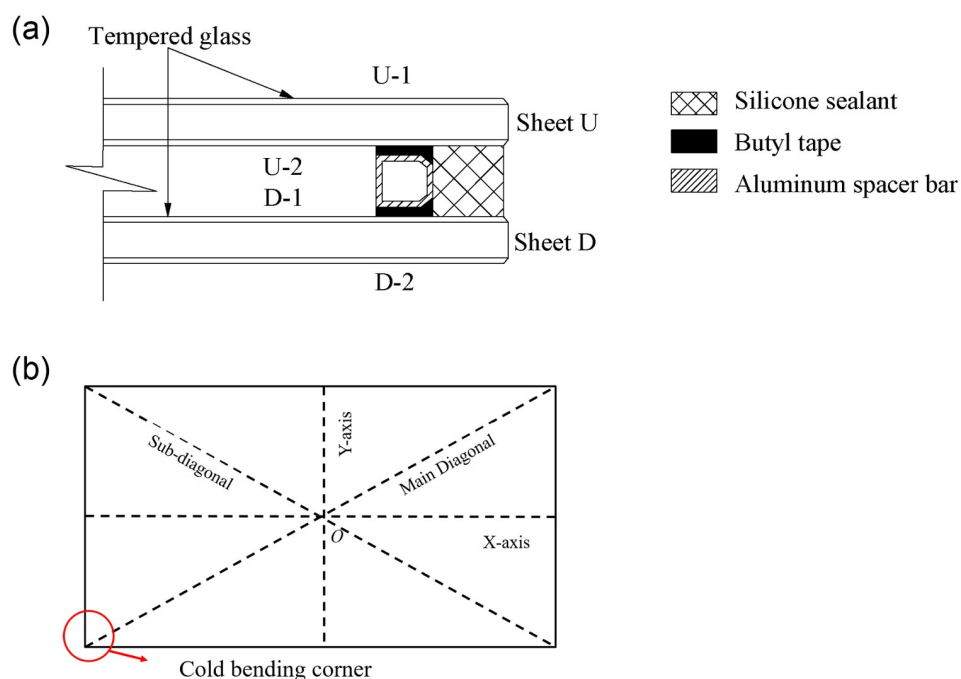 (a)
Tempered glass
U-1
Sheet U
U-2
D-1
Sheet D
D-2
Silicone sealant
Butyl tape
Aluminum spacer bar
(b)
Sub-diagonal
Y-axis
Main Diagonal
O
X-axis
Cold bending corner